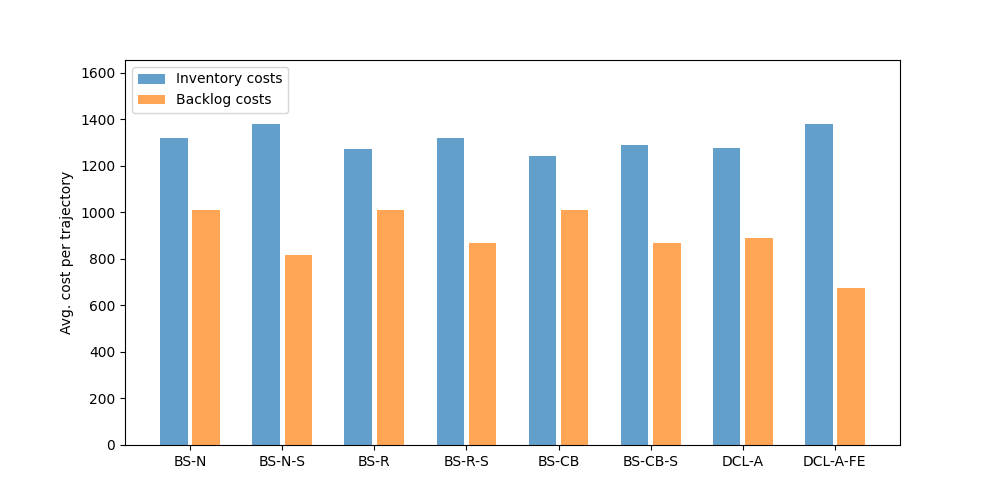 Inventory costs
Backlog costs
Avg. cost per trajectory
1600
1400
1200
1000
800
600
400
200
0
BS-N BS-N-S BS-R BS-R-S BS-CB BS-CB-S DCL-A DCL-A-FE